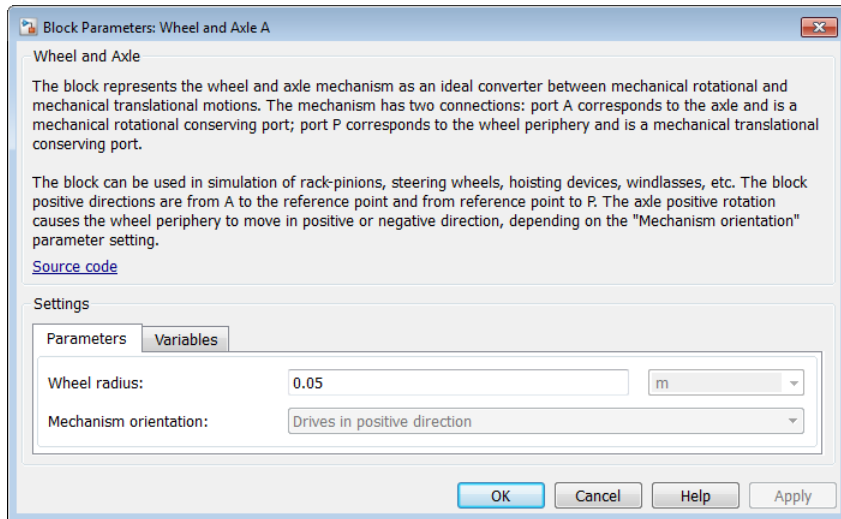 Block Parameters: Wheel and Axle A
Wheel and Axle
The block represents the wheel and axle mechanism as an ideal converter between mechanical rotational and
mechanical translational motions. The mechanism has two connections: port A corresponds to the axle and is a
mechanical rotational conserving port; port P corresponds to the wheel periphery and is a mechanical translational
conserving port.
The block can be used in simulation of rack-pinions, steering wheels, hoisting devices, windlasses, etc. The block
positive directions are from A to the reference point and from reference point to P. The axle positive rotation
causes the wheel periphery to move in positive or negative direction, depending on the "Mechanism orientation"
parameter setting.
Source code
Settings
Parameters Variables
Wheel radius: 0.05 m
Mechanism orientation: Drives in positive direction
OK Cancel Help Apply